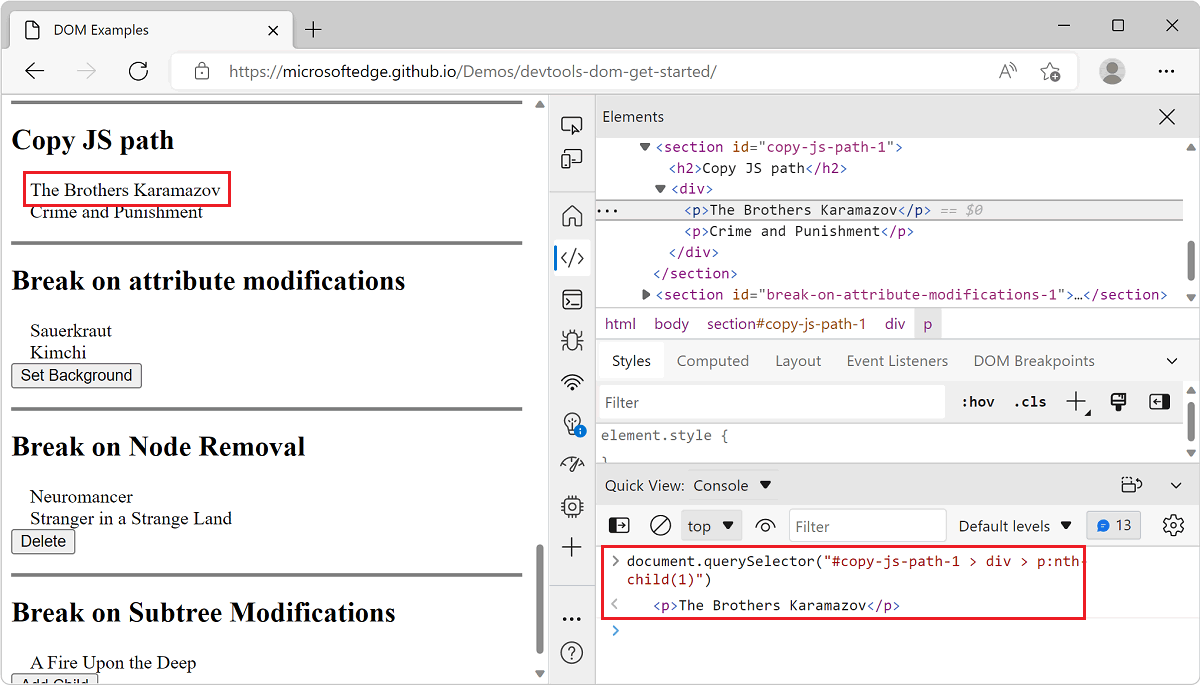 DOM Examples
https://microsoftedge.github.io/Demos/devtools-dom-get-started/
Copy JS path
The Brothers Karamazov
Crime and Punishment
Break on attribute modifications
Sauerkraut
Kimchi
Set Background
Break on Node Removal
Neuromancer
Stranger in a Strange Land
Delete
Break on Subtree Modifications
A Fire Upon the Deep
Add Child
Elements
<section id="copy-js-path-1">
<h2>Copy JS path</h2>
<div>
<p>The Brothers Karamazov</p> == $0
<p>Crime and Punishment</p>
</div>
</section>
<section id="break-on-attribute-modifications-1">…</section>
html body section#copy-js-path-1 div p
Styles Computed Layout Event Listeners DOM Breakpoints
Filter :hov .cls
element.style {
}
Quick View: Console
top Filter Default levels 13
document.querySelector("#copy-js-path-1 > div > p:nth-
child(1)")
<p>The Brothers Karamazov</p>